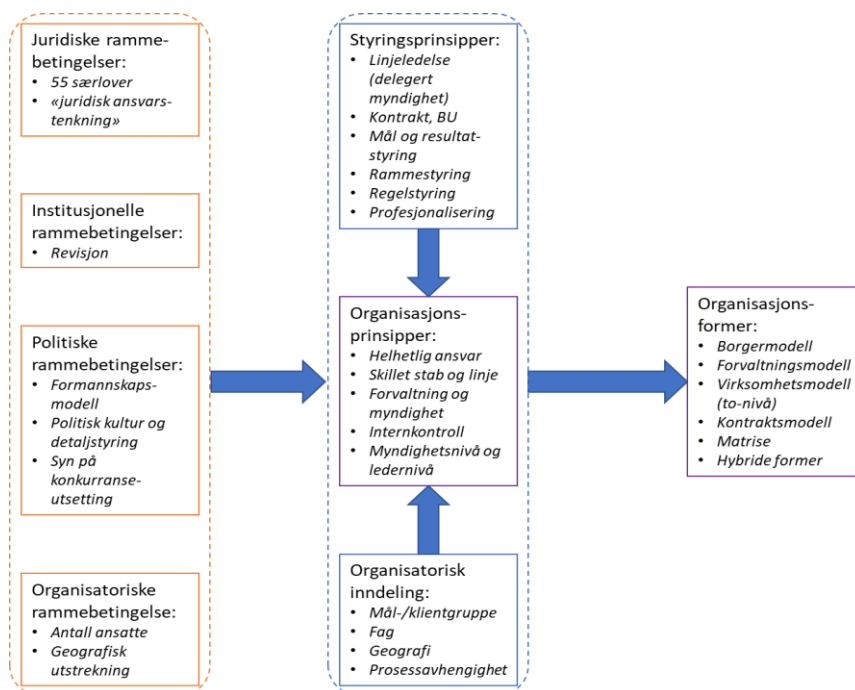 Juridiske ramme-
betingelser:
• 55 særlover
• «juridisk ansvars-
tenkning»
Institusjonelle
rammebetingelser:
• Revisjon
Politiske
rammebetingelser:
• Formannskaps-
modell
• Politisk kultur og
detaljstyring
• Syn på
konkurranse-
utsetting
Organisatoriske
rammebetingelse:
• Antall ansatte
• Geografisk
utstrekning
Styringsprinsipper:
• Linjeledelse
(delegert
myndighet)
• Kontrakt, BU
• Mål og resultat-
styring
• Rammestyring
• Regelstyring
• Profesjonalisering
Organisasjons-
prinsipper:
• Helhetlig ansvar
• Skillet stab og linje
• Forvaltning og
myndighet
• Internkontroll
• Myndighetsnivå og
ledernivå
Organisatorisk
inndeling:
• Mål-/klientgruppe
• Fag
• Geografi
• Prosessavhengighet
Organisasjons-
former:
• Borgermodell
• Forvaltningsmodell
• Virksomhetsmodell
(to-nivå)
• Kontraktsmodell
• Matrise
• Hybride former